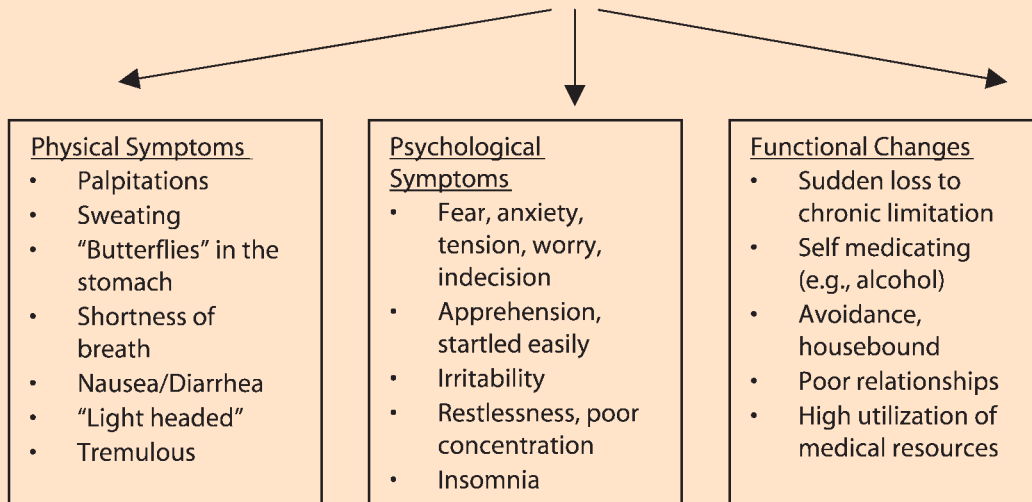 Physical Symptoms
• Palpitations
• Sweating
• “Butterflies” in the
stomach
• Shortness of
breath
• Nausea/Diarrhea
• “Light headed”
• Tremulous
Psychological
Symptoms
• Fear, anxiety,
tension, worry,
indecision
• Apprehension,
startled easily
• Irritability
• Restlessness, poor
concentration
• Insomnia
Functional Changes
• Sudden loss to
chronic limitation
• Self medicating
(e.g., alcohol)
• Avoidance,
housebound
• Poor relationships
• High utilization of
medical resources